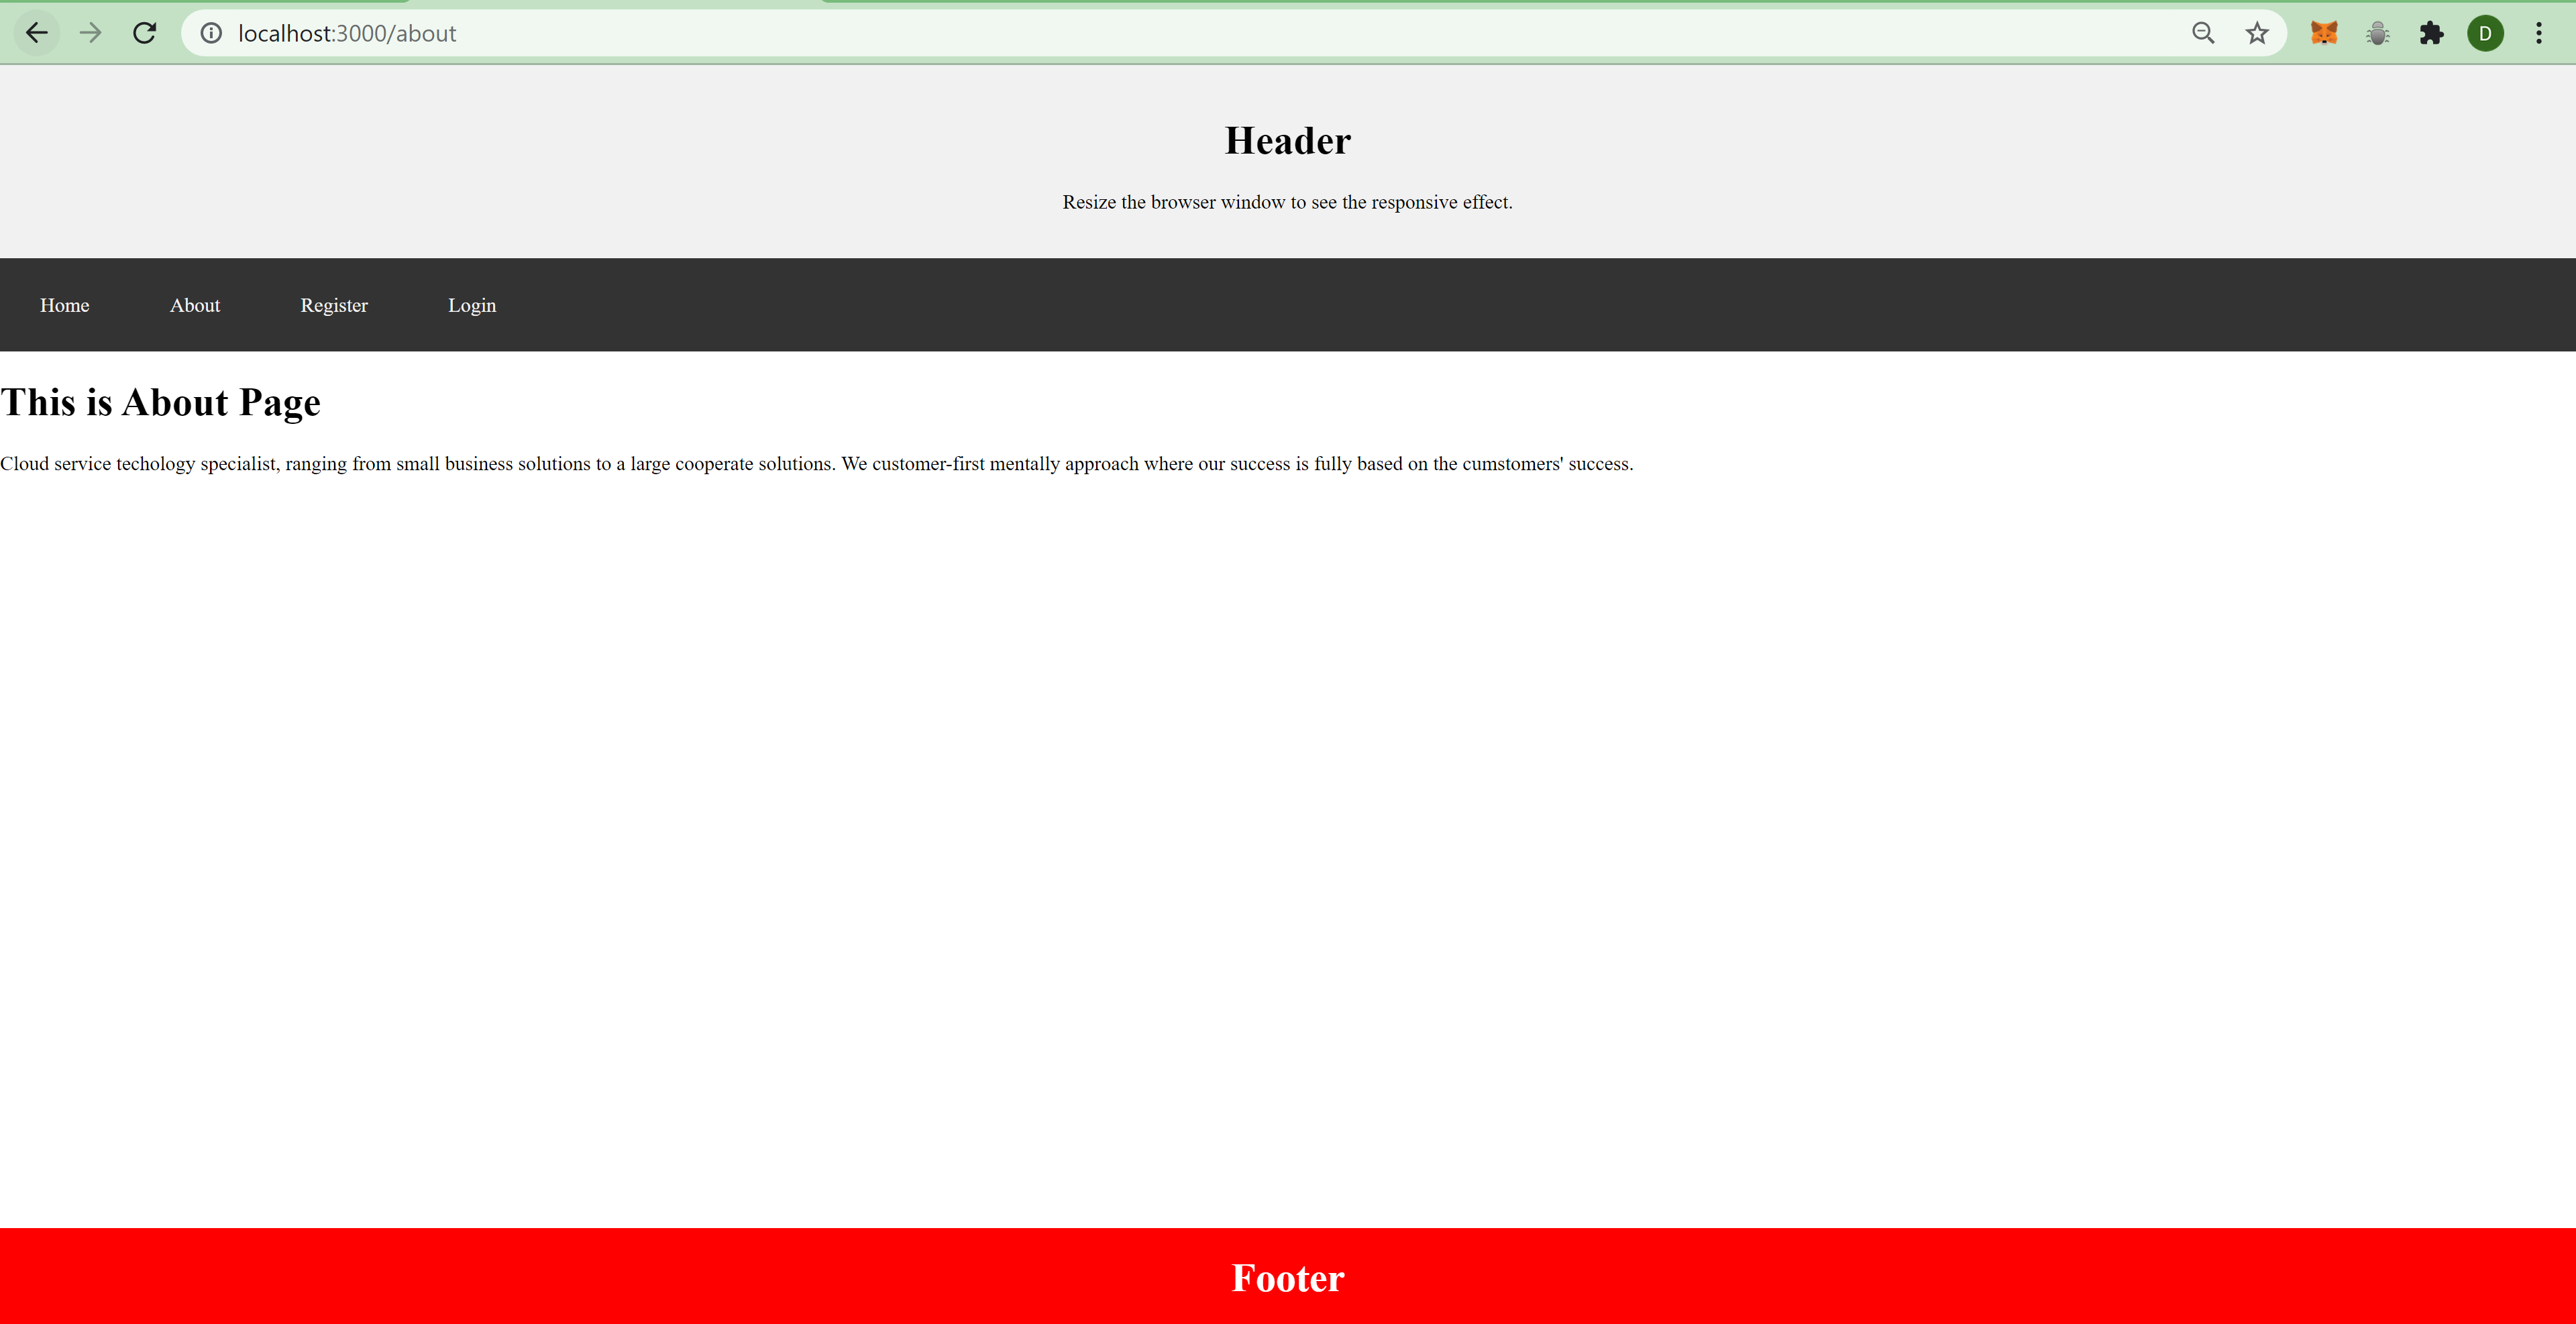 localhost:3000/about
D
Header
Resize the browser window to see the responsive effect.
Home About Register Login
This is About Page
Cloud service techology specialist, ranging from small business solutions to a large cooperate solutions. We customer-first mentally approach where our success is fully based on the cumstomers' success.
Footer